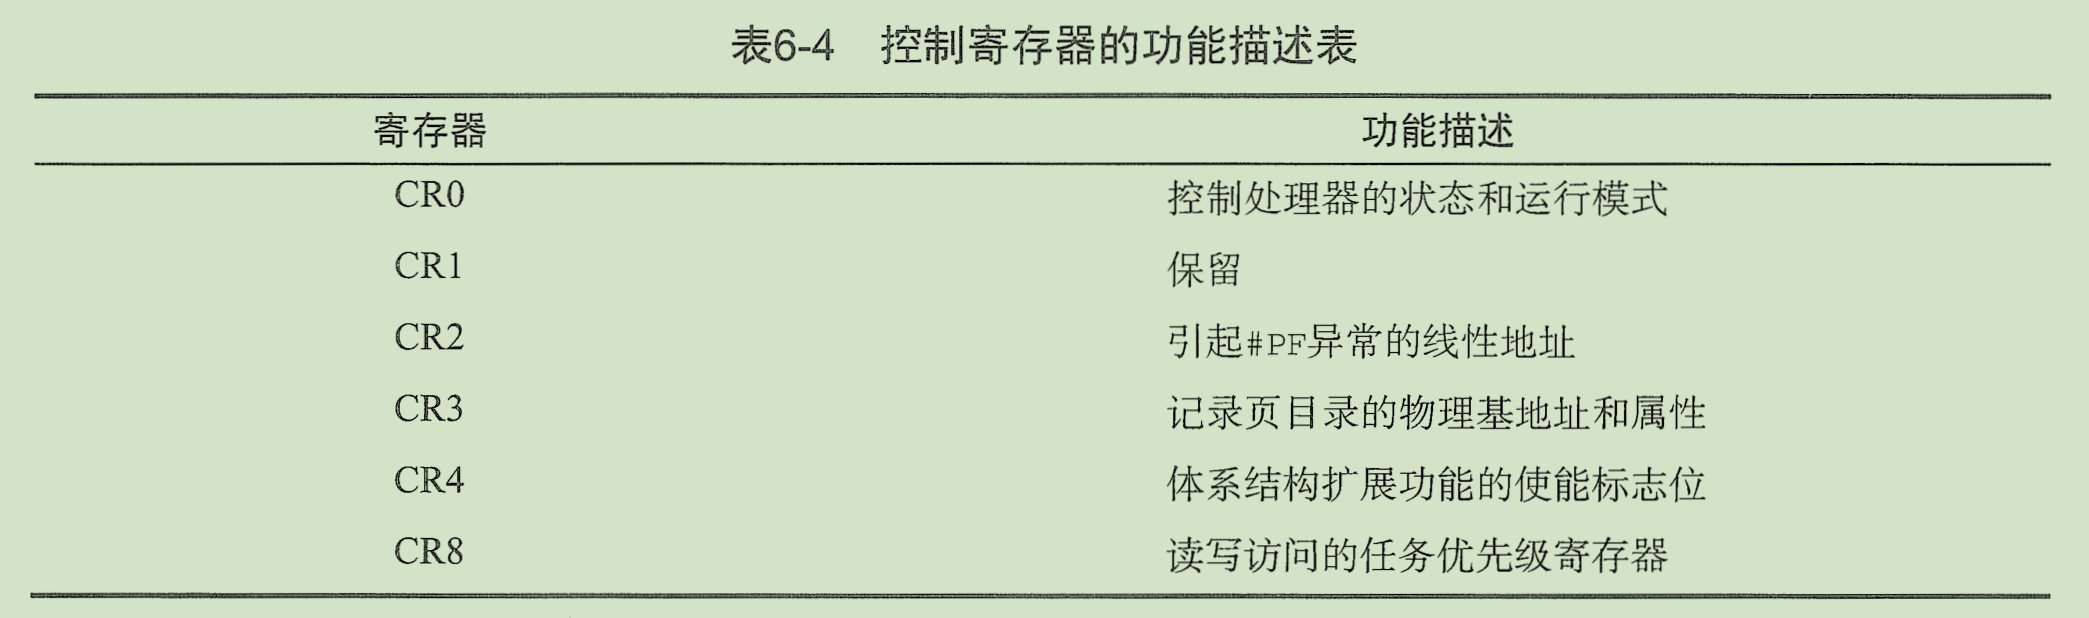 表6-4 控制寄存器的功能描述表
寄存器 功能描述
CR0 控制处理器的状态和运行模式
CR1 保留
CR2 引起#PF异常的线性地址
CR3 记录页目录的物理基地址和属性
CR4 体系结构扩展功能的使能标志位
CR8 读写访问的任务优先级寄存器